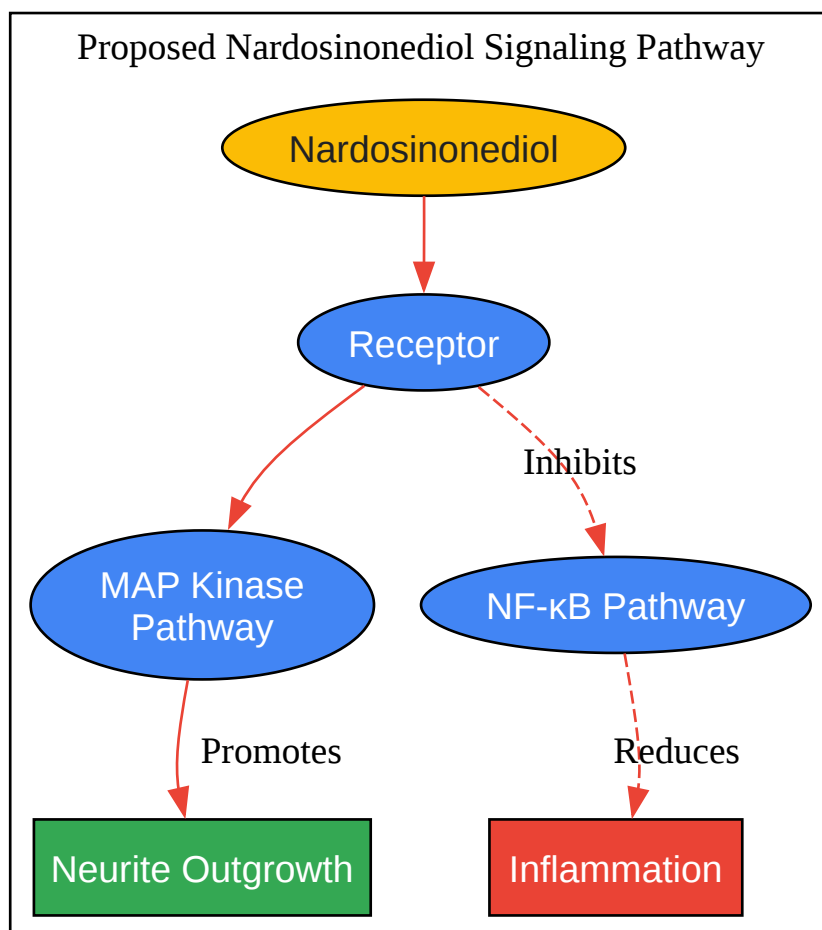 Proposed Nardosinonediol Signaling Pathway
Nardosinonediol
Receptor
Inhibits
MAP Kinase
Pathway
NF-κB Pathway
Promotes
Reduces
Neurite Outgrowth
Inflammation